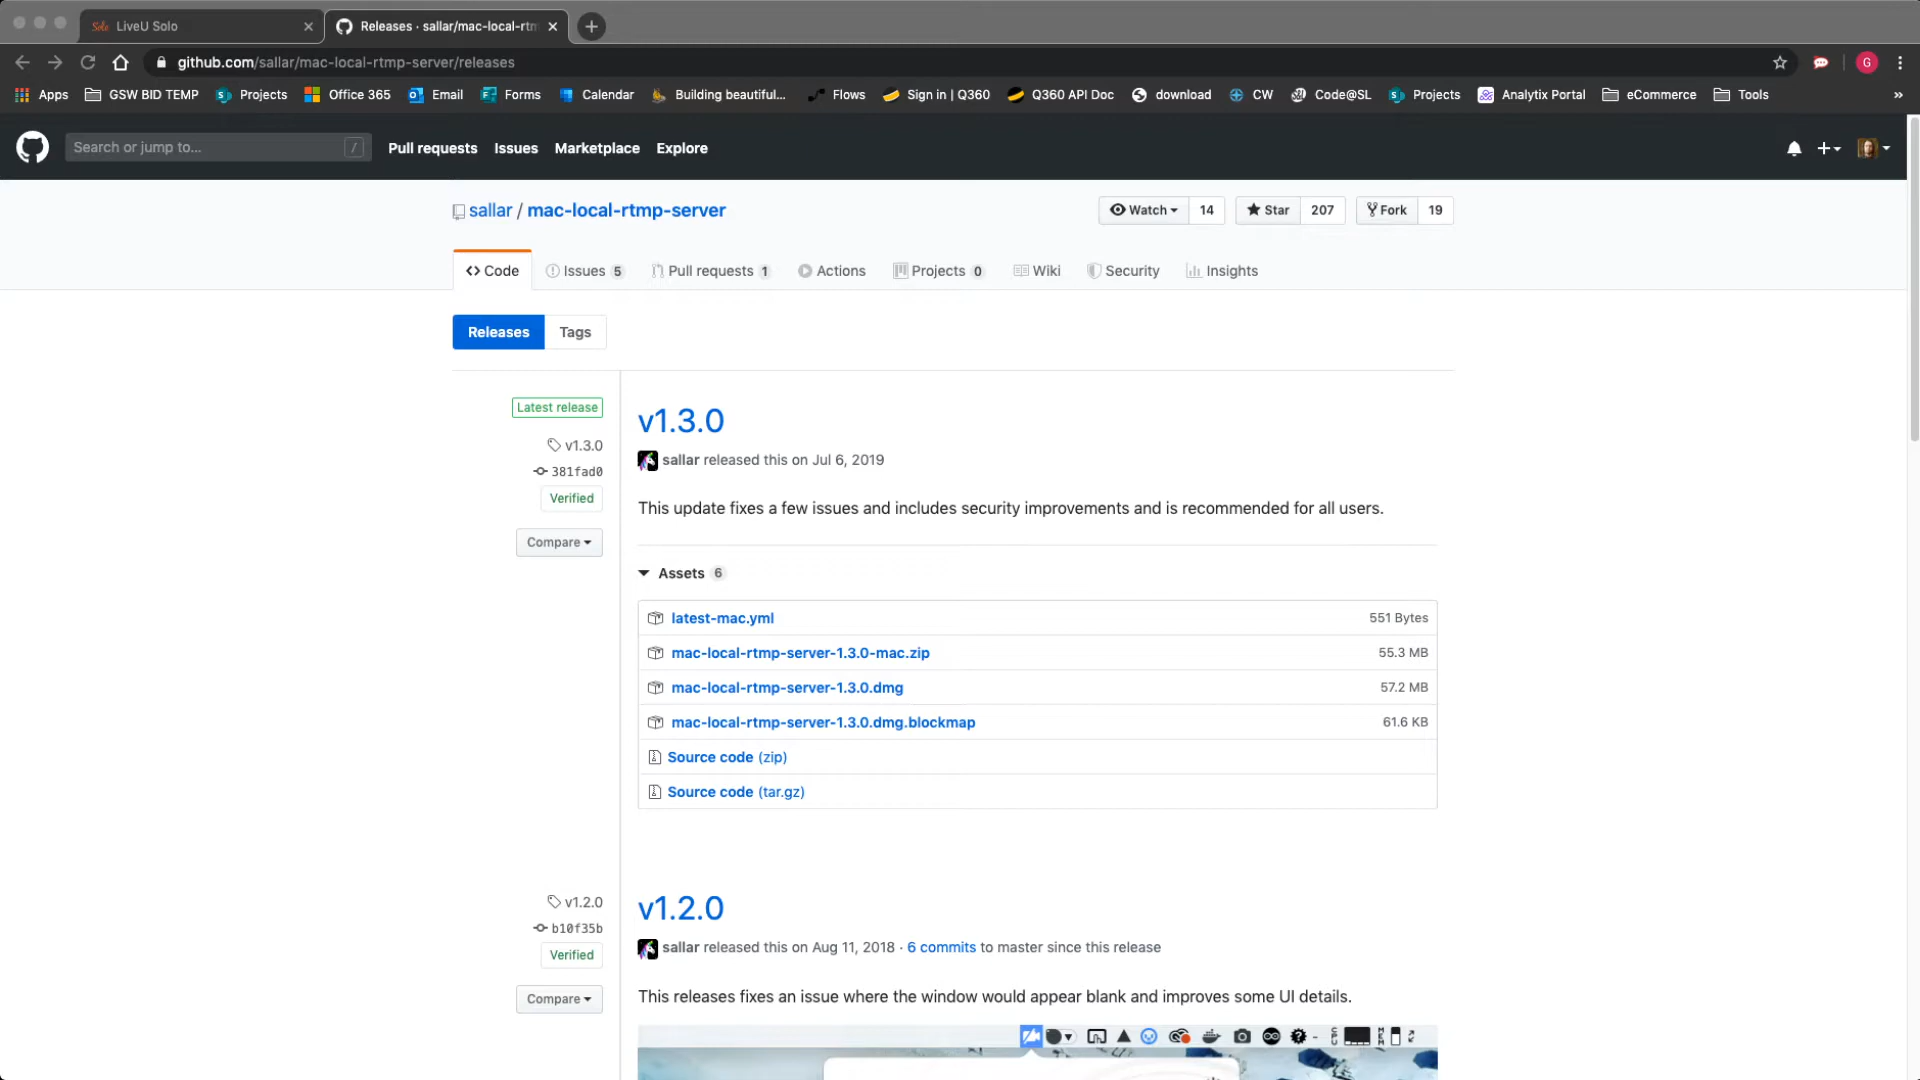 Solo LiveU Solo
Releases · sallar/mac-local-rtm
github.com/sallar/mac-local-rtmp-server/releases
G
Apps GSW BID TEMP Projects Office 365 Email Forms Calendar Building beautiful... Flows Sign in | Q360 Q360 API Doc download CW Code@SL Projects Analytix Portal eCommerce Tools »
Search or jump to... /
Pull requests Issues Marketplace Explore
sallar / mac-local-rtmp-server
Watch 14 Star 207 Fork 19
Code Issues 5 Pull requests 1 Actions Projects 0 Wiki Security Insights
Releases Tags
Latest release
v1.3.0
381fad0
Verified
Compare
v1.3.0
sallar released this on Jul 6, 2019
This update fixes a few issues and includes security improvements and is recommended for all users.
Assets 6
latest-mac.yml 551 Bytes
mac-local-rtmp-server-1.3.0-mac.zip 55.3 MB
mac-local-rtmp-server-1.3.0.dmg 57.2 MB
mac-local-rtmp-server-1.3.0.dmg.blockmap 61.6 KB
Source code (zip)
Source code (tar.gz)
v1.2.0
b10f35b
Verified
Compare
v1.2.0
sallar released this on Aug 11, 2018 · 6 commits to master since this release
This releases fixes an issue where the window would appear blank and improves some UI details.